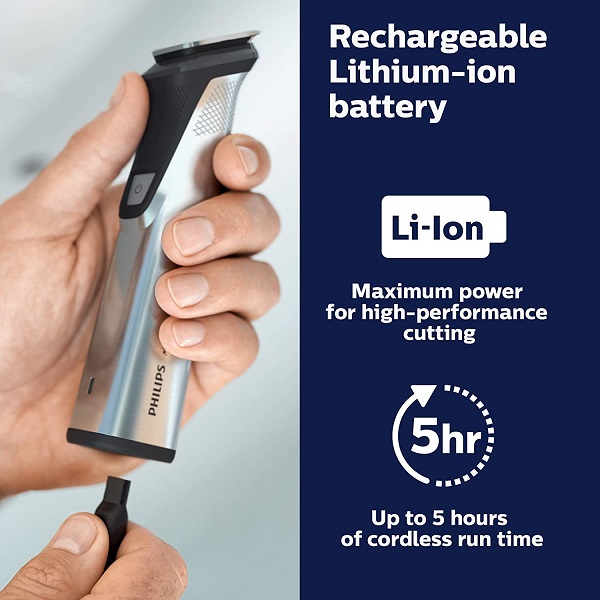 Rechargeable
Lithium-ion
battery
Li-Ion
Maximum power
for high-performance
cutting
5hr
Up to 5 hours
of cordless run time
PHILIPS